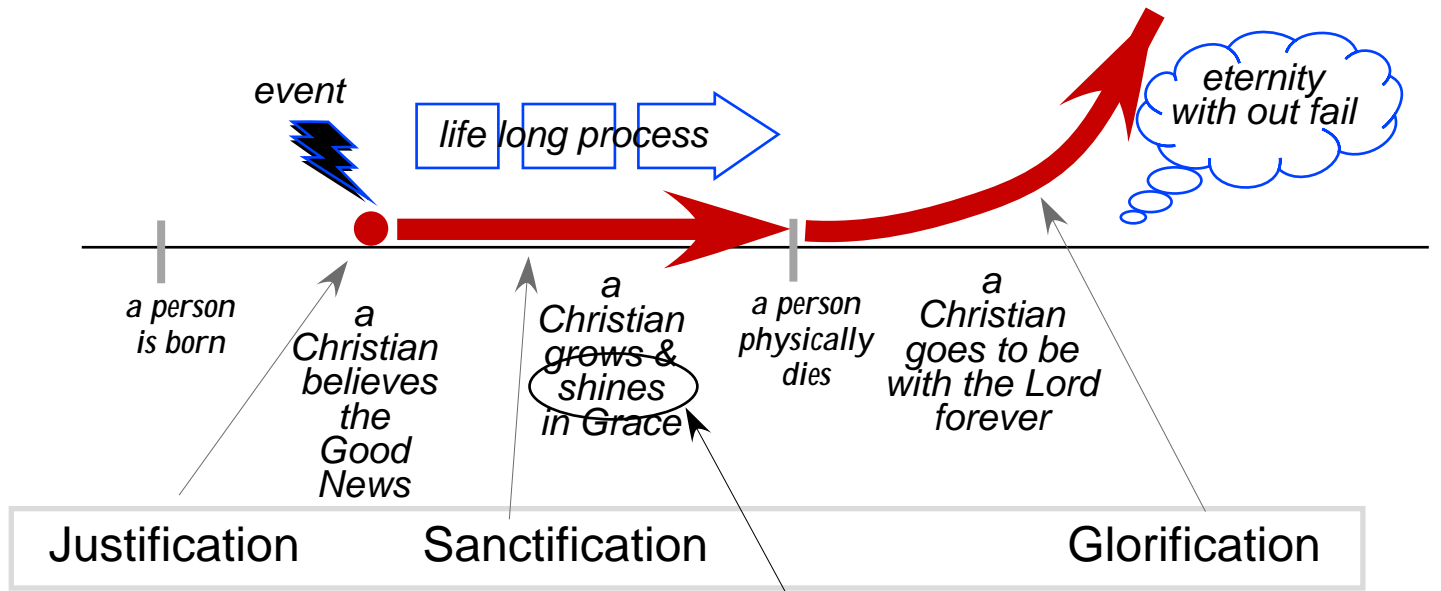 event
life long process
eternity
with out fail
a person
is born
a
Christian
believes
the
Good
News
a
Christian
grows &
shines
in Grace
a person
physically
dies
a
Christian
goes to be
with the Lord
forever
Justification
Sanctification
Glorification